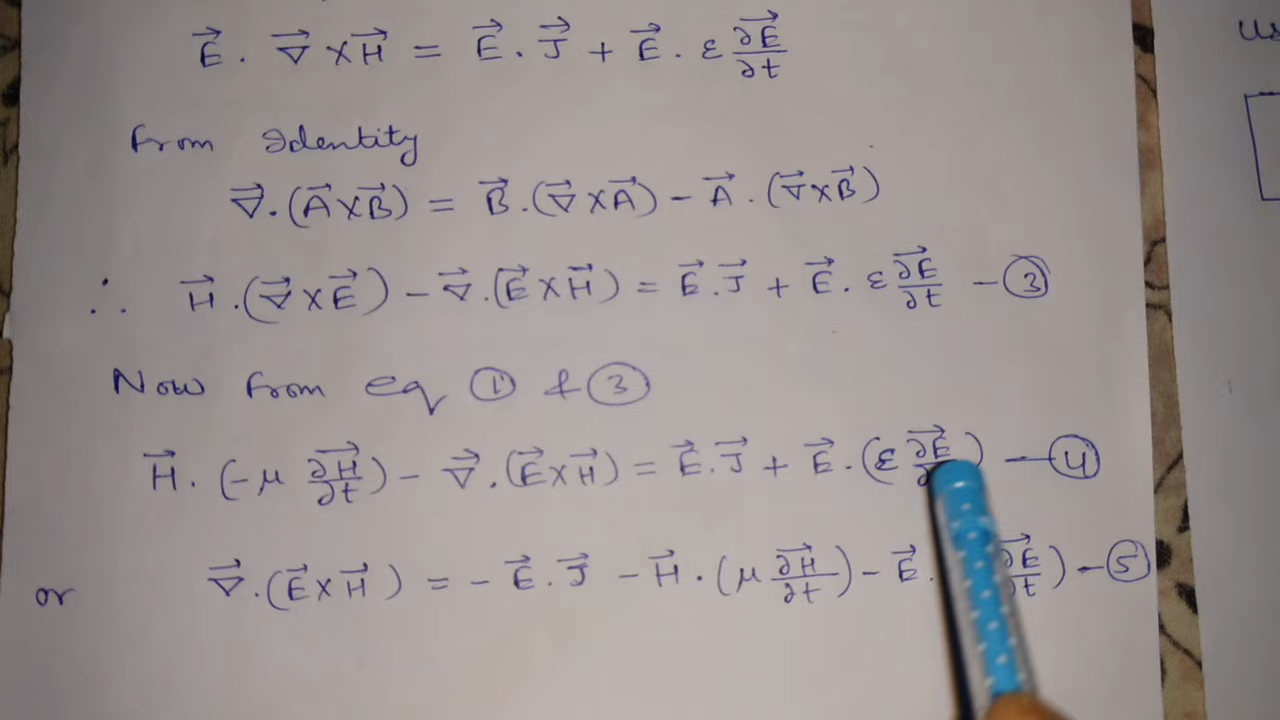 E⃗ . ∇⃗ × H⃗ = E⃗ . J⃗ + E⃗ . ε ∂E⃗/∂t
From Identity
∇⃗ . (A⃗ × B⃗) = B⃗ . (∇⃗ × A⃗) − A⃗ . (∇⃗ × B⃗)
∴ H⃗ . (∇⃗ × E⃗) − ∇⃗ . (E⃗ × H⃗) = E⃗ . J⃗ + E⃗ . ε ∂E⃗/∂t − ③
Now from eq ① & ③
H⃗ . (−μ ∂H⃗/∂t) − ∇⃗ . (E⃗ × H⃗) = E⃗ . J⃗ + E⃗ . (ε ∂E⃗/∂ ) — ④
or ∇⃗ . (E⃗ × H⃗) = − E⃗ . J⃗ − H⃗ . (μ ∂H⃗/∂t) − E⃗ . ∂E⃗/∂t) − ⑤